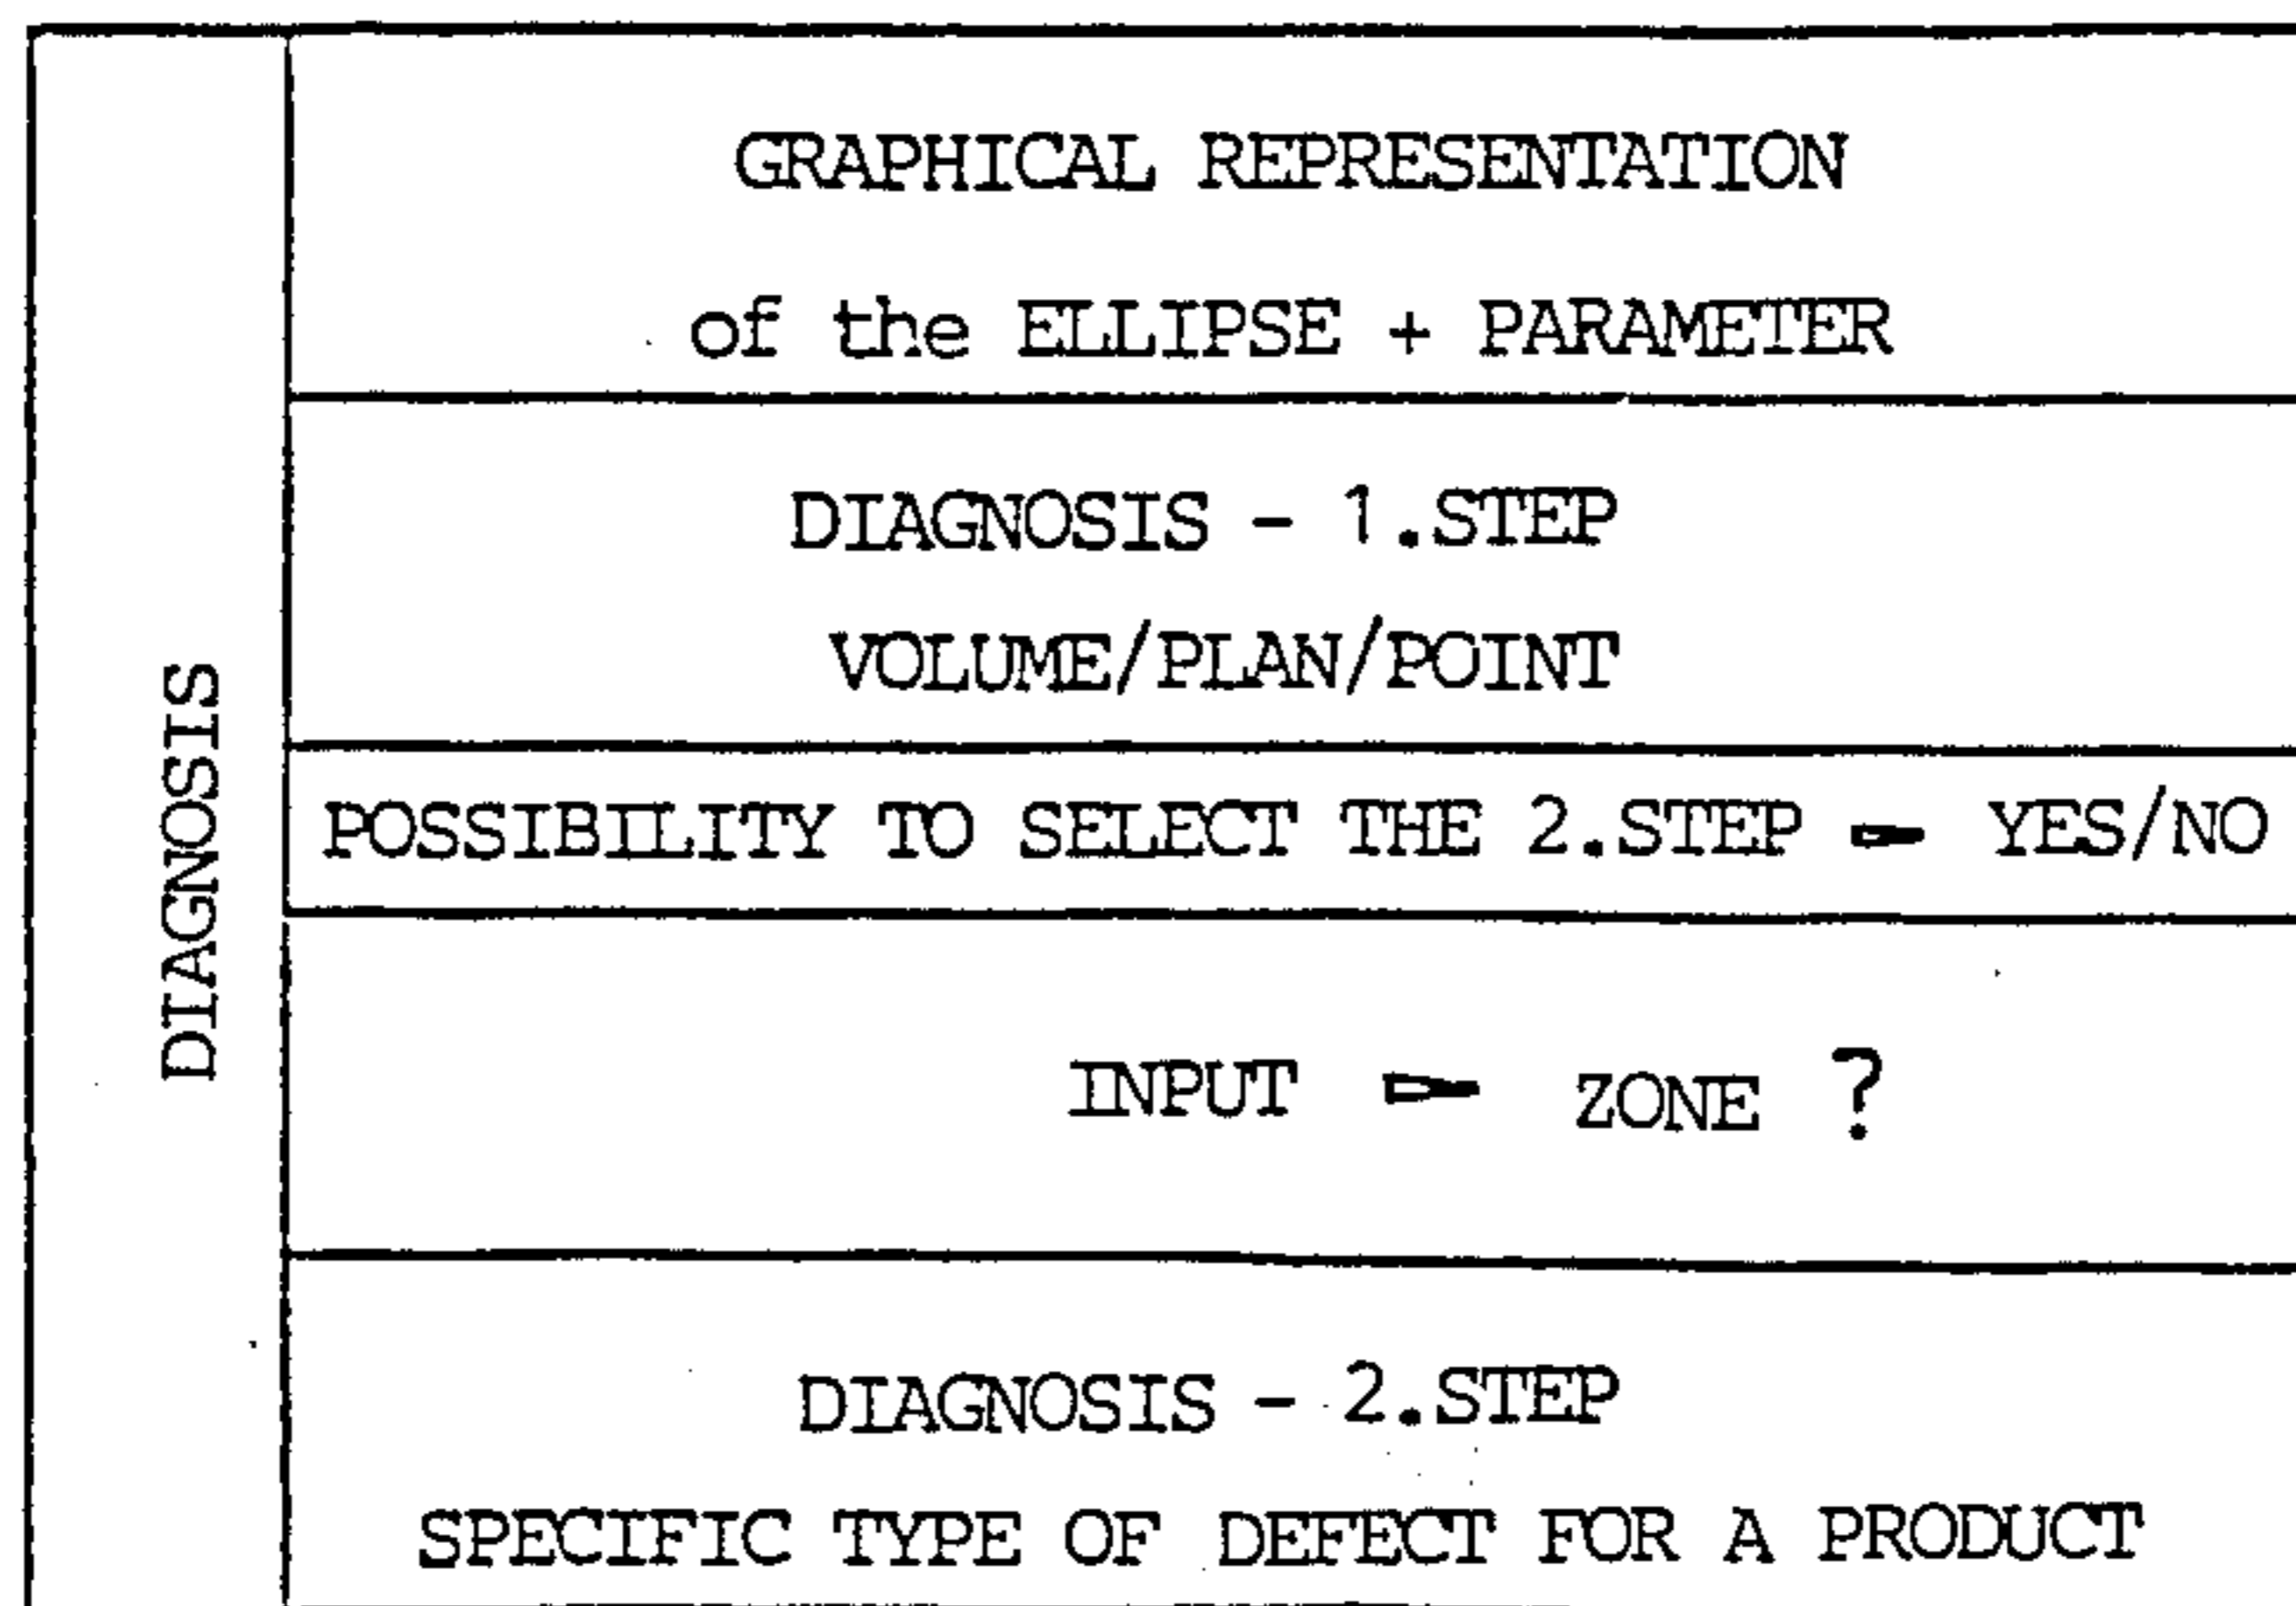 DIAGNOSIS
GRAPHICAL REPRESENTATION
of the ELLIPSE + PARAMETER
DIAGNOSIS - 1.STEP
VOLUME/PLAN/POINT
POSSIBILITY TO SELECT THE 2.STEP ⇒ YES/NO
INPUT ⇒ ZONE ?
DIAGNOSIS - 2.STEP
SPECIFIC TYPE OF DEFECT FOR A PRODUCT